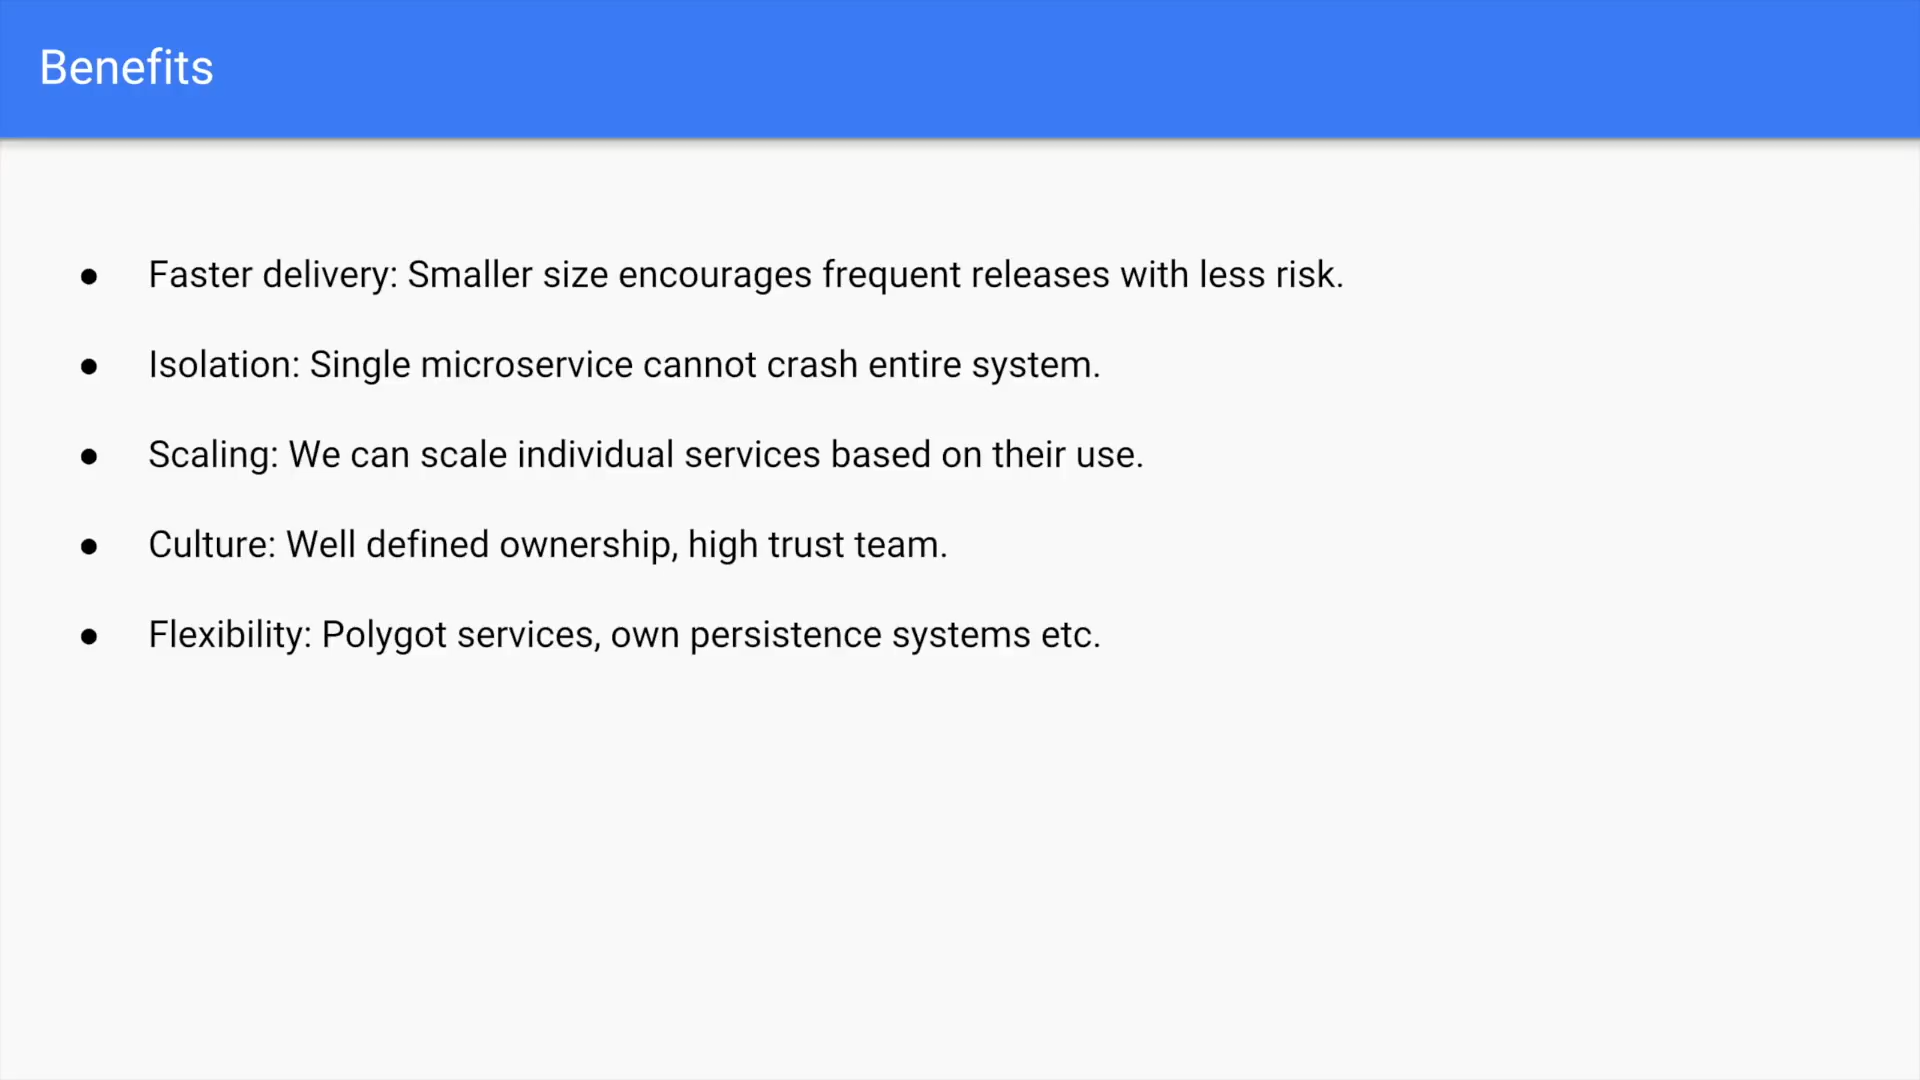 Benefits
● Faster delivery: Smaller size encourages frequent releases with less risk.
● Isolation: Single microservice cannot crash entire system.
● Scaling: We can scale individual services based on their use.
● Culture: Well defined ownership, high trust team.
● Flexibility: Polygot services, own persistence systems etc.